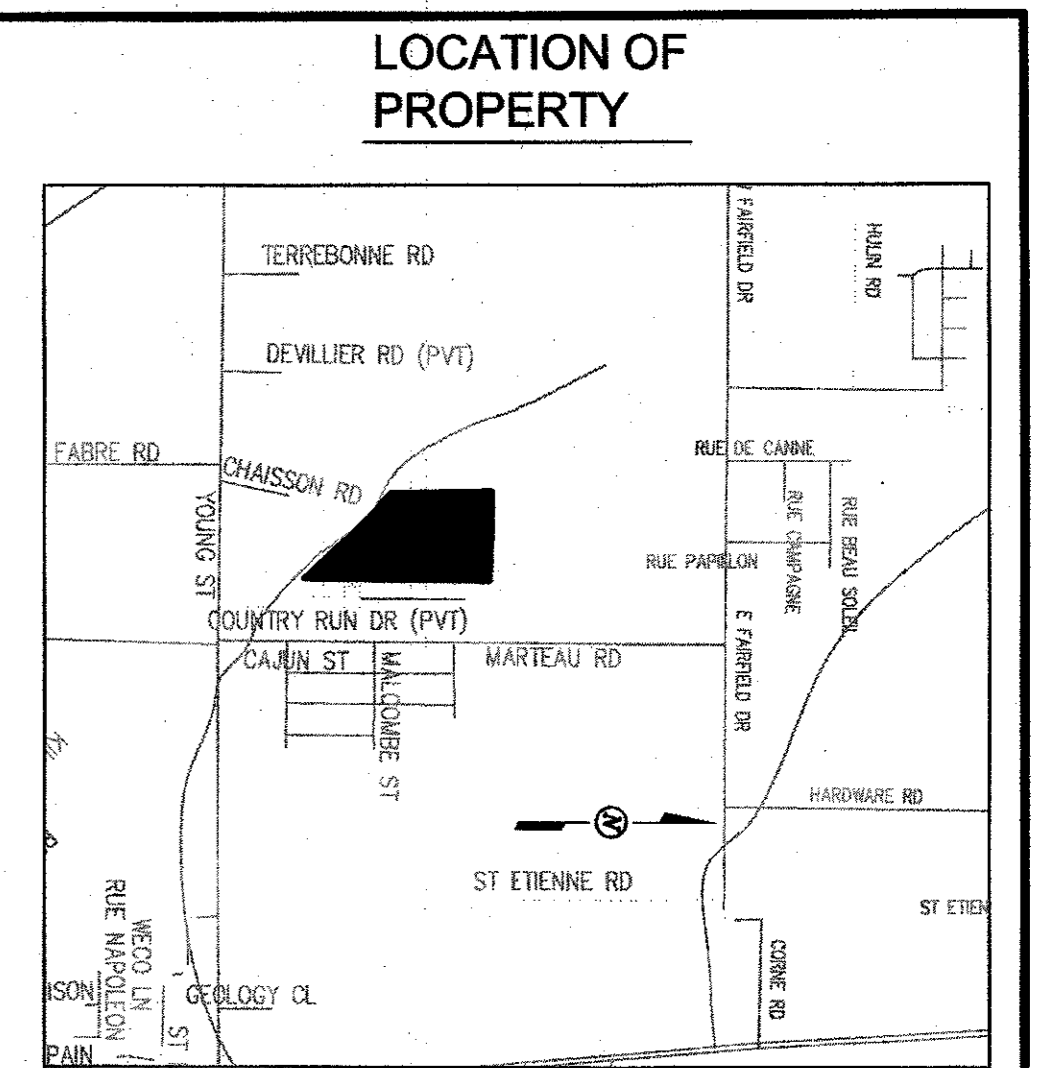 LOCATION OF
PROPERTY
TERREBONNE RD
DEVILLIER RD (PVT)
FABRE RD
CHAISSON RD
YOUNG ST
COUNTRY RUN DR (PVT)
CAJUN ST
MALCOMBE ST
MARTEAU RD
FAIRFIELD DR
HULIN RD
RUE DE CANNE
RUE CAMPAGNE
RUE BEAU SOLEIL
RUE PAPILLON
E FAIRFIELD DR
HARDWARE RD
N
ST ETIENNE RD
ST ETIEN
CORNE RD
WECO LN
RUE NAPOLEON
ISON
ST
GEOLOGY CL
PAIN